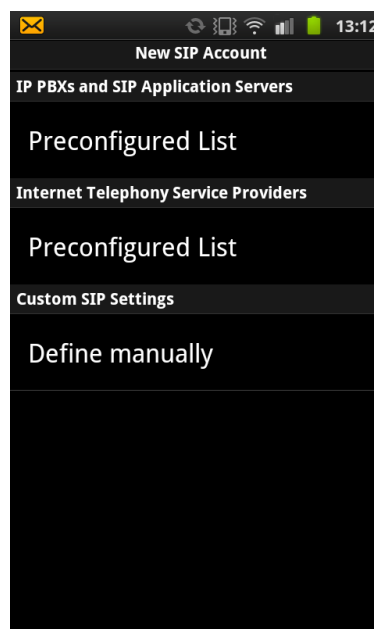 13:12
New SIP Account
IP PBXs and SIP Application Servers
Preconfigured List
Internet Telephony Service Providers
Preconfigured List
Custom SIP Settings
Define manually